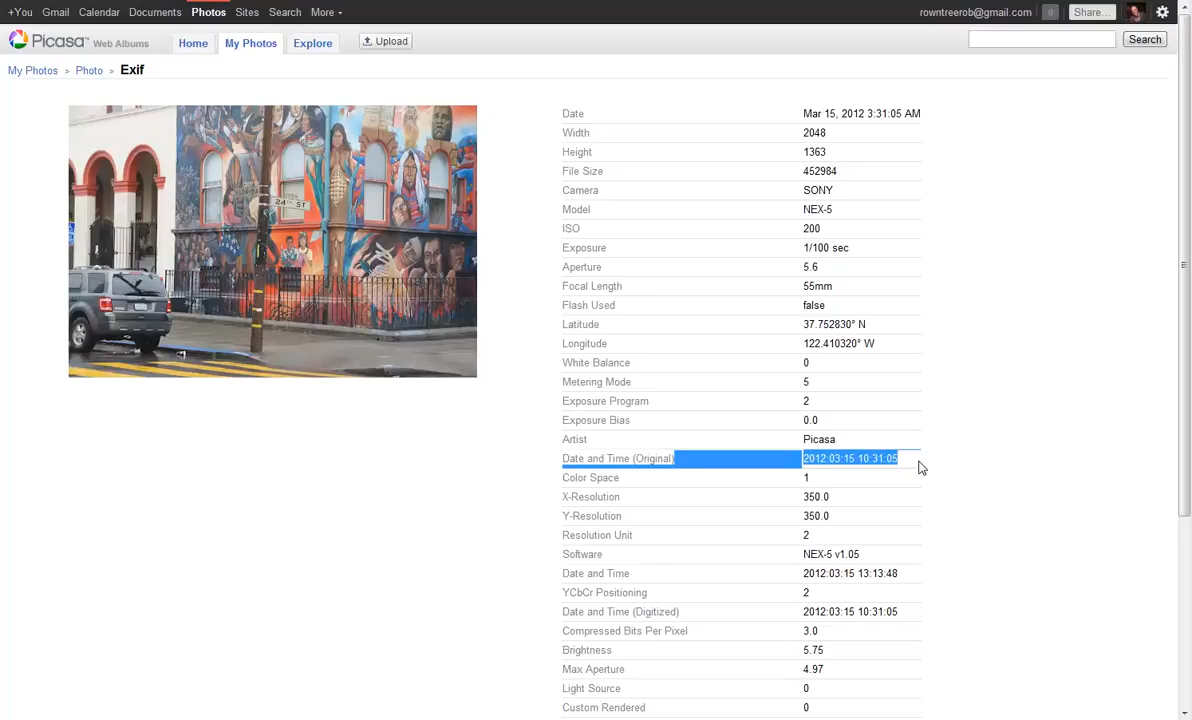 +You Gmail Calendar Documents Photos Sites Search More rowntreerob@gmail.com 0 Share...
Picasa™ Web Albums Home My Photos Explore Upload Search
My Photos > Photo > Exif
24TH ST
Date Mar 15, 2012 3:31:05 AM
Width 2048
Height 1363
File Size 452984
Camera SONY
Model NEX-5
ISO 200
Exposure 1/100 sec
Aperture 5.6
Focal Length 55mm
Flash Used false
Latitude 37.752830° N
Longitude 122.410320° W
White Balance 0
Metering Mode 5
Exposure Program 2
Exposure Bias 0.0
Artist Picasa
Date and Time (Original) 2012:03:15 10:31:05
Color Space 1
X-Resolution 350.0
Y-Resolution 350.0
Resolution Unit 2
Software NEX-5 v1.05
Date and Time 2012:03:15 13:13:48
YCbCr Positioning 2
Date and Time (Digitized) 2012:03:15 10:31:05
Compressed Bits Per Pixel 3.0
Brightness 5.75
Max Aperture 4.97
Light Source 0
Custom Rendered 0